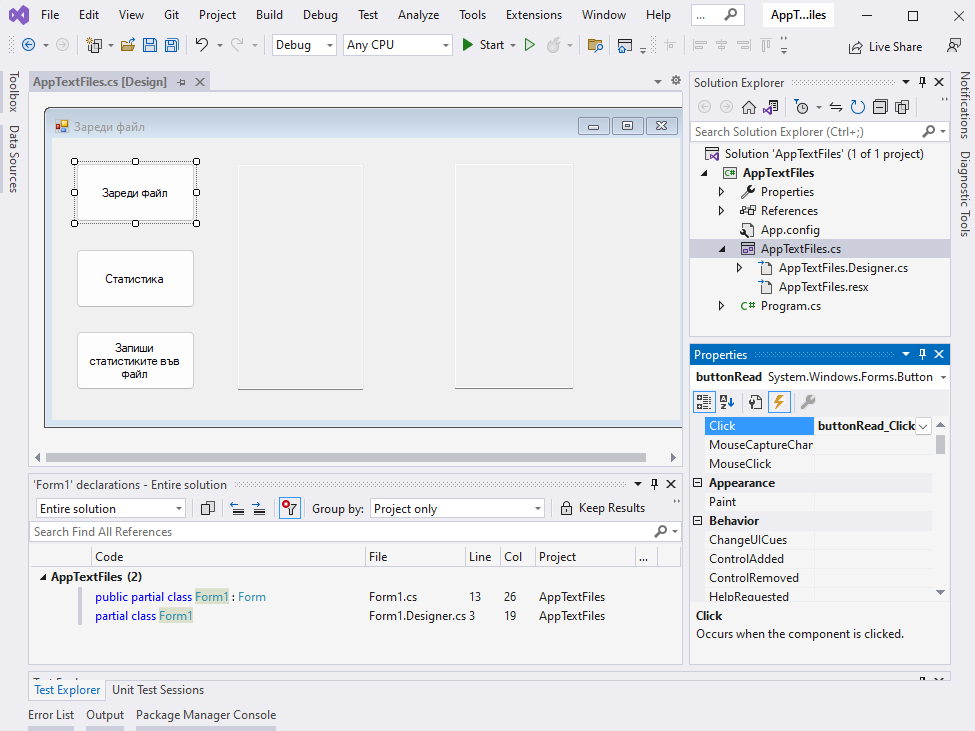 File Edit View Git Project Build Debug Test Analyze Tools Extensions Window Help ... AppT...iles
Debug Any CPU Start Live Share
Toolbox
Data Sources
AppTextFiles.cs [Design]
Зареди файл
Зареди файл
Статистика
Запиши
статистиките във
файл
'Form1' declarations - Entire solution
Entire solution Group by: Project only Keep Results
Search Find All References
Code File Line Col Project ...
AppTextFiles (2)
public partial class Form1 : Form Form1.cs 13 26 AppTextFiles
partial class Form1 Form1.Designer.cs 3 19 AppTextFiles
Test Explorer Unit Test Sessions
Error List Output Package Manager Console
Solution Explorer
Search Solution Explorer (Ctrl+;)
Solution 'AppTextFiles' (1 of 1 project)
C# AppTextFiles
Properties
References
App.config
AppTextFiles.cs
AppTextFiles.Designer.cs
AppTextFiles.resx
C# Program.cs
Properties
buttonRead System.Windows.Forms.Button
Click buttonRead_Click
MouseCaptureChan
MouseClick
Appearance
Paint
Behavior
ChangeUICues
ControlAdded
ControlRemoved
HelpRequested
Click
Occurs when the component is clicked.
Notifications
Diagnostic Tools